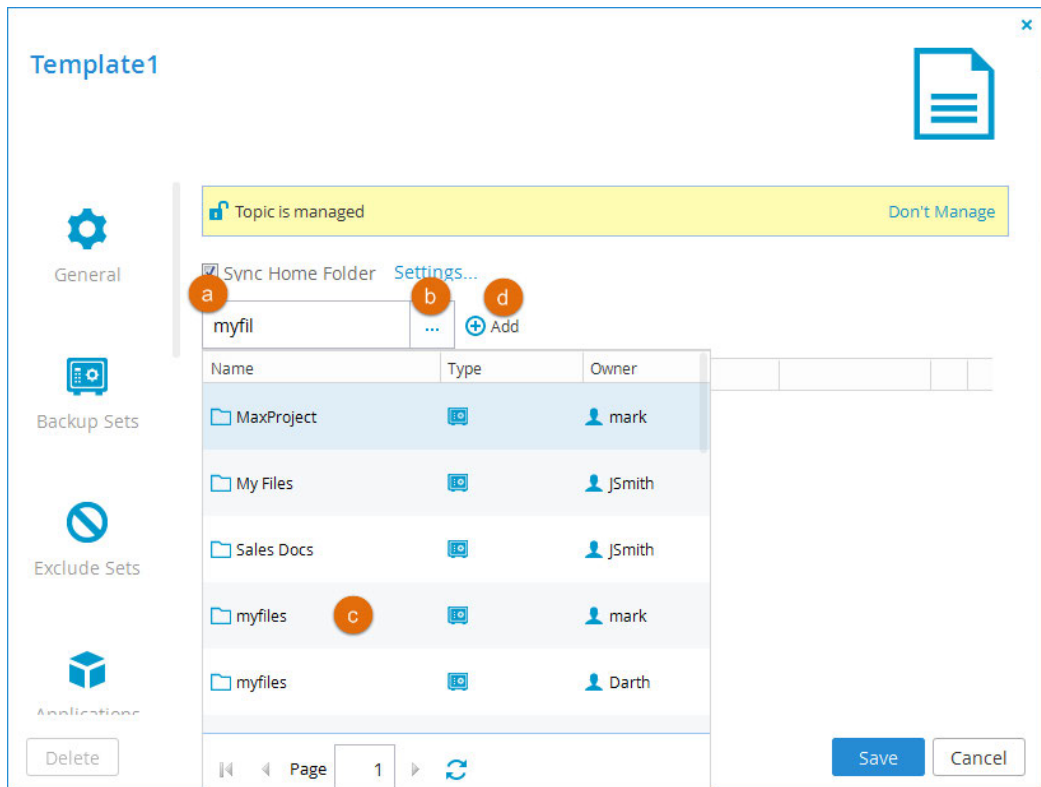 Template1
Topic is managed Don't Manage
General
Sync Home Folder Settings...
a b d
myfil ... Add
Name Type Owner
MaxProject mark
Backup Sets
My Files JSmith
Sales Docs JSmith
Exclude Sets
myfiles c mark
myfiles Darth
Applications
Delete Page 1 Save Cancel